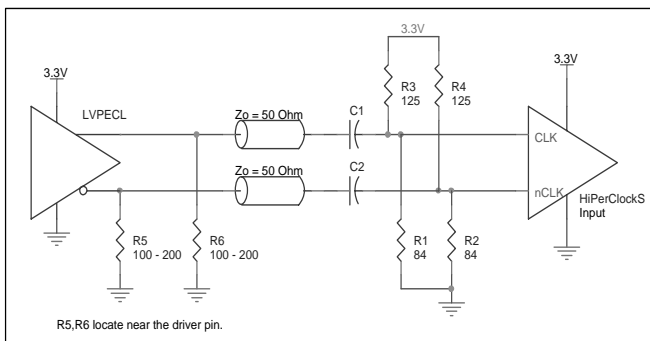 3.3V
3.3V
3.3V
R3
125
R4
125
LVPECL
Zo = 50 Ohm
C1
CLK
Zo = 50 Ohm
C2
nCLK
HiPerClockS
Input
R5
100 - 200
R6
100 - 200
R1
84
R2
84
R5,R6 locate near the driver pin.